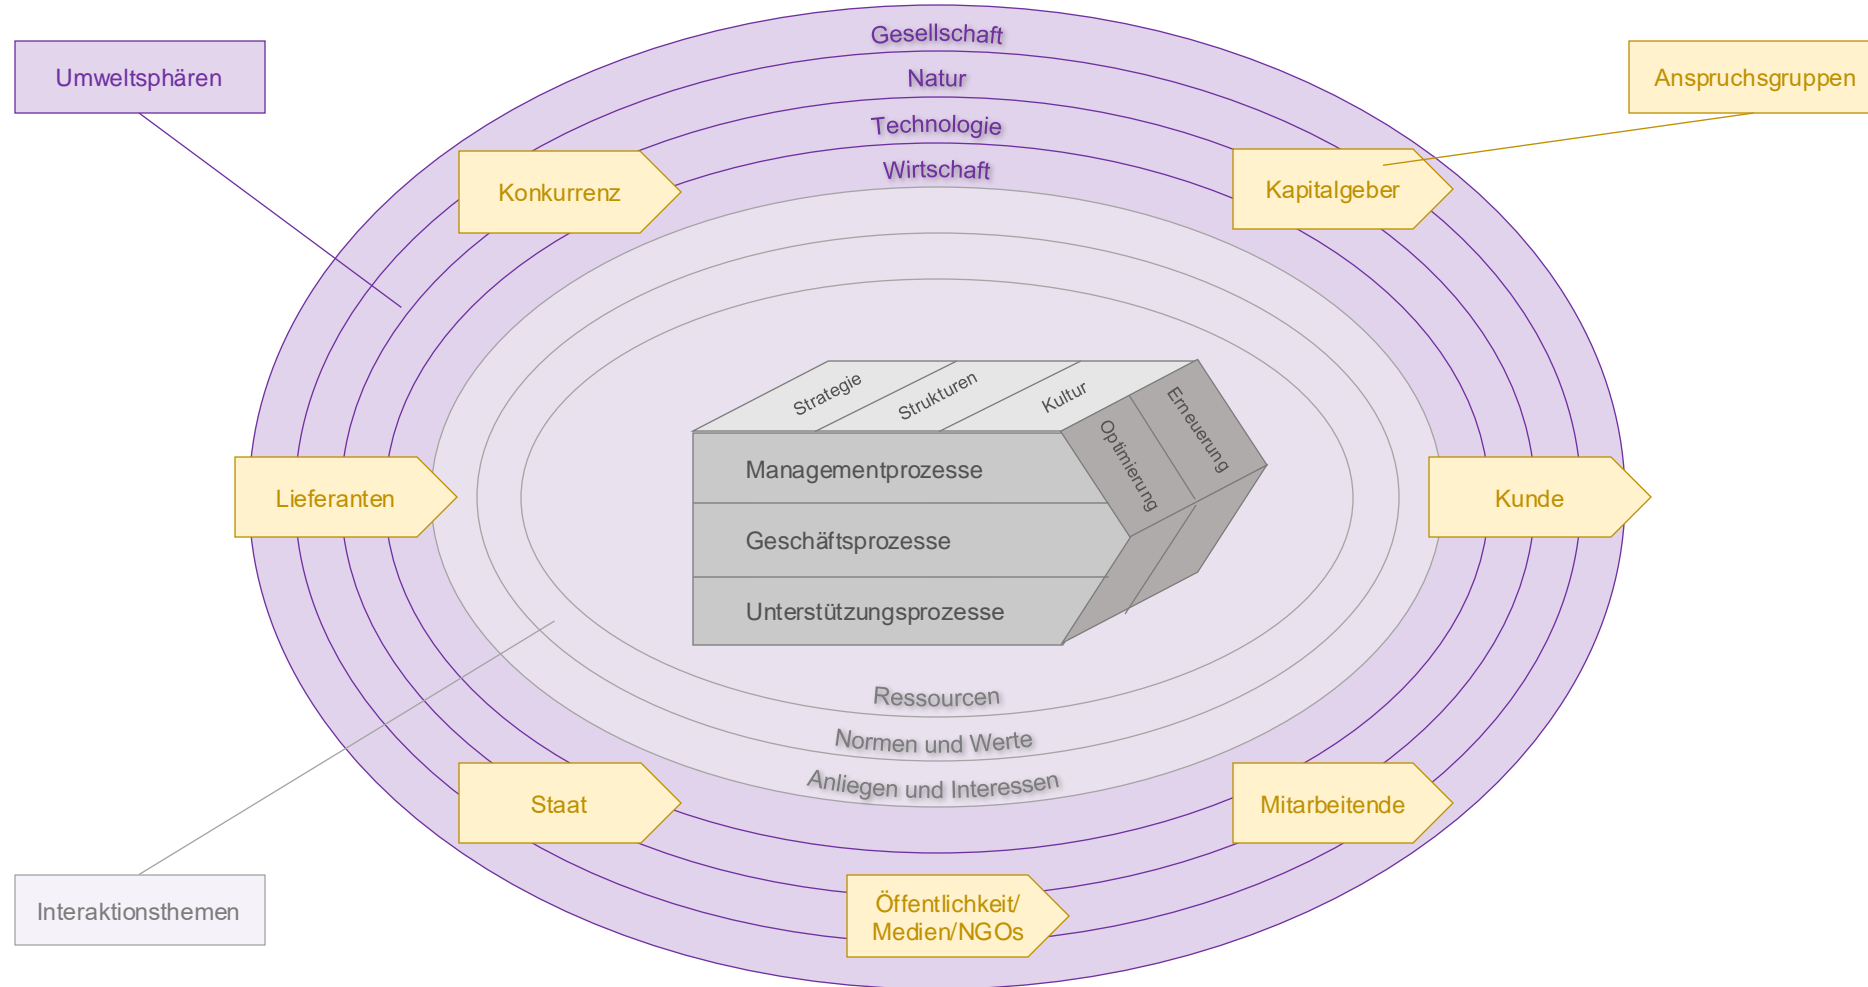 Gesellschaft
Umweltsphären
Natur
Anspruchsgruppen
Technologie
Wirtschaft
Konkurrenz
Kapitalgeber
Strategie
Strukturen
Kultur
Erneuerung
Optimierung
Managementprozesse
Lieferanten
Kunde
Geschäftsprozesse
Unterstützungsprozesse
Ressourcen
Normen und Werte
Anliegen und Interessen
Staat
Mitarbeitende
Interaktionsthemen
Öffentlichkeit/
Medien/NGOs